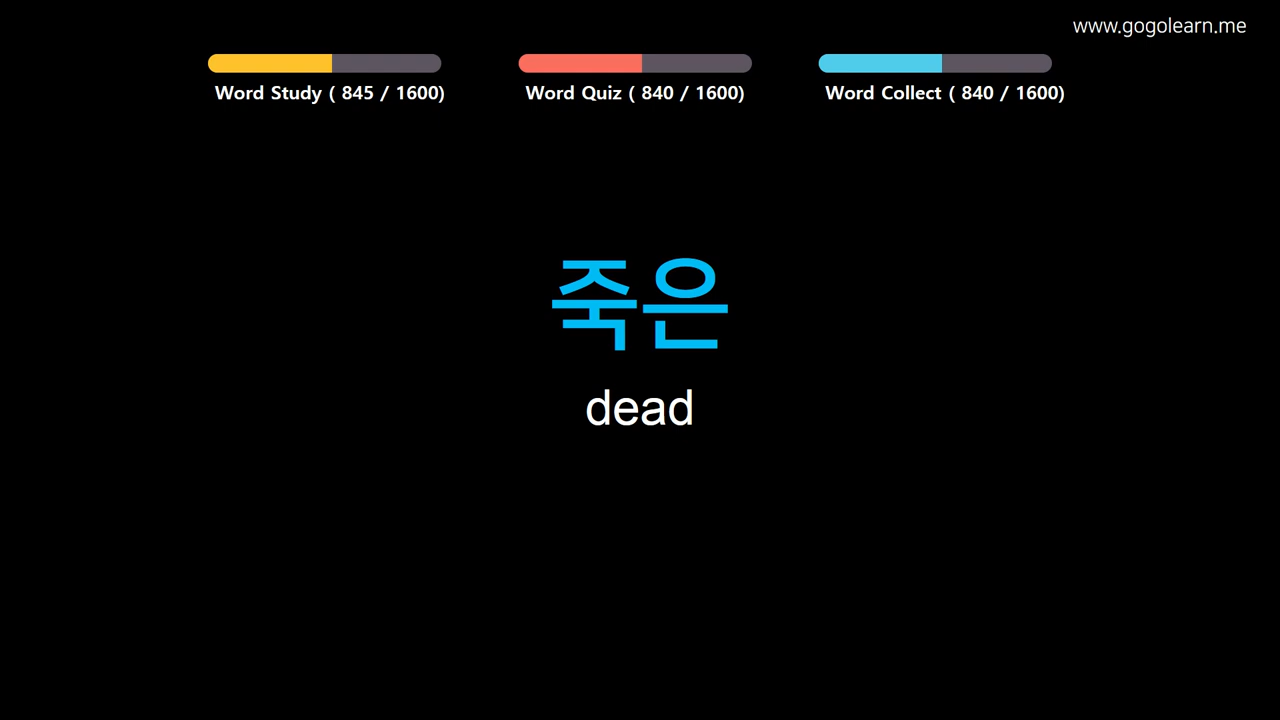 www.gogolearn.me
Word Study ( 845 / 1600)
Word Quiz ( 840 / 1600)
Word Collect ( 840 / 1600)
죽은
dead